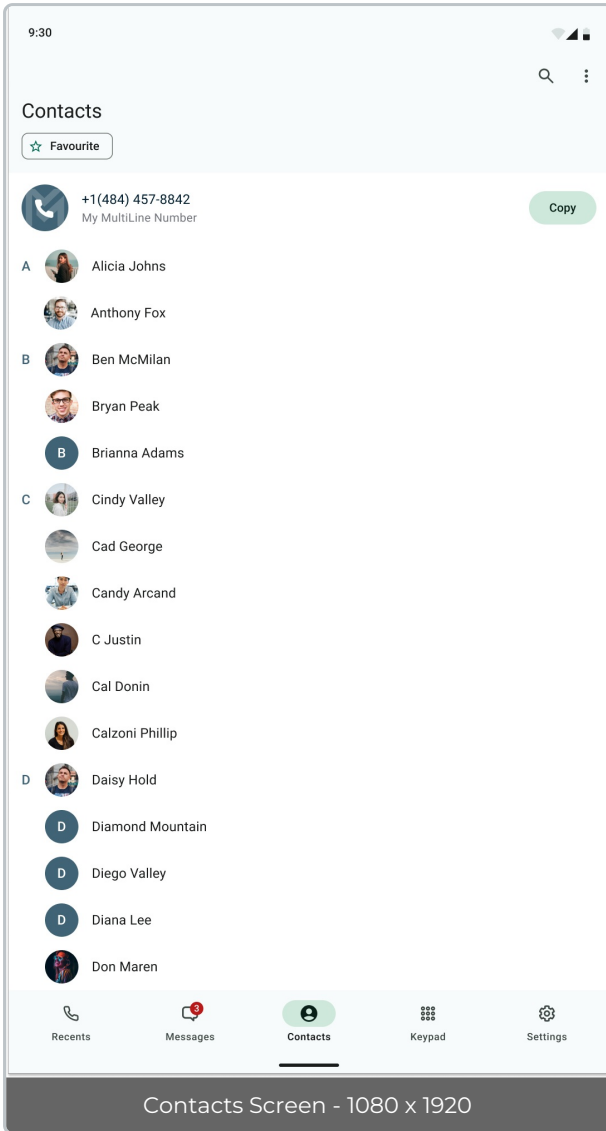 9:30
Contacts
Favourite
+1(484) 457-8842
My MultiLine Number
Copy
A
Alicia Johns
Anthony Fox
B
Ben McMilan
Bryan Peak
B
Brianna Adams
C
Cindy Valley
Cad George
Candy Arcand
C Justin
Cal Donin
Calzoni Phillip
D
Daisy Hold
D
Diamond Mountain
D
Diego Valley
D
Diana Lee
Don Maren
3
Recents
Messages
Contacts
Keypad
Settings
Contacts Screen - 1080 x 1920